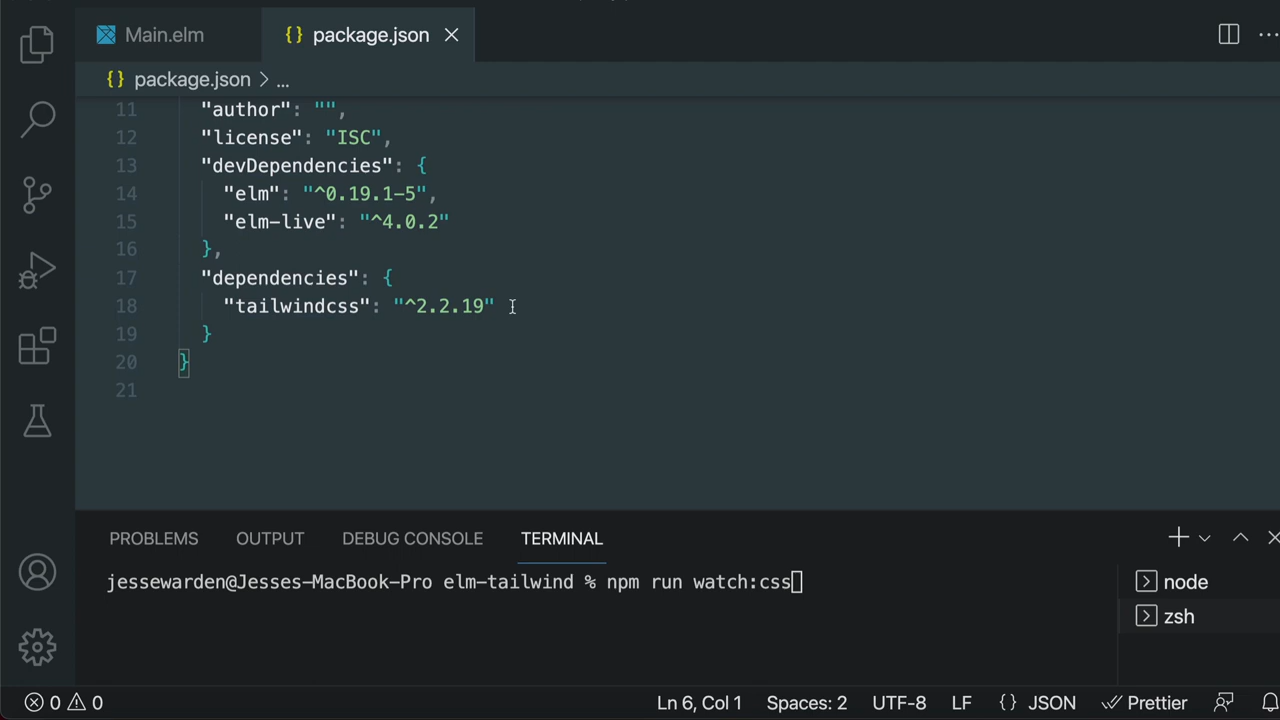 Main.elm
{} package.json
{} package.json > ...
11 "author": "",
12 "license": "ISC",
13 "devDependencies": {
14 "elm": "^0.19.1-5",
15 "elm-live": "^4.0.2"
16 },
17 "dependencies": {
18 "tailwindcss": "^2.2.19"
19 }
20 }
21
PROBLEMS OUTPUT DEBUG CONSOLE TERMINAL
jessewarden@Jesses-MacBook-Pro elm-tailwind % npm run watch:css
node
zsh
0 0 Ln 6, Col 1 Spaces: 2 UTF-8 LF {} JSON Prettier